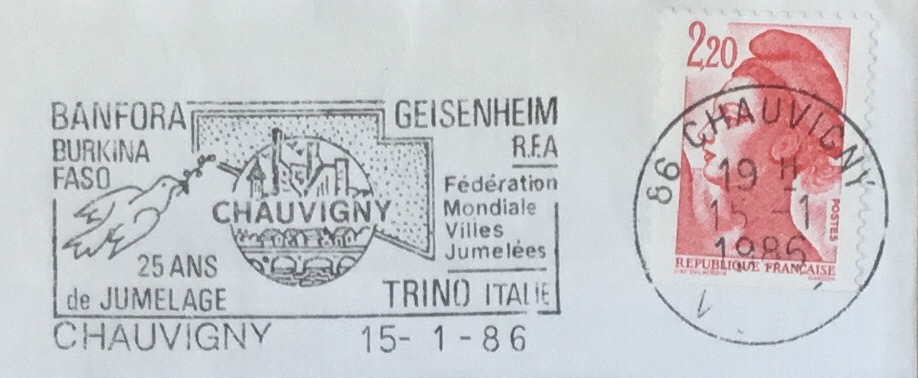 BANFORA
BURKINA
FASO
GEISENHEIM
R.F.A
Fédération
Mondiale
Villes
Jumelées
CHAUVIGNY
25 ANS
de JUMELAGE
TRINO ITALIE
CHAUVIGNY 15-1-86
2,20
POSTES
REPUBLIQUE FRANÇAISE
86 CHAUVIGNY
19 H
15-1
1986